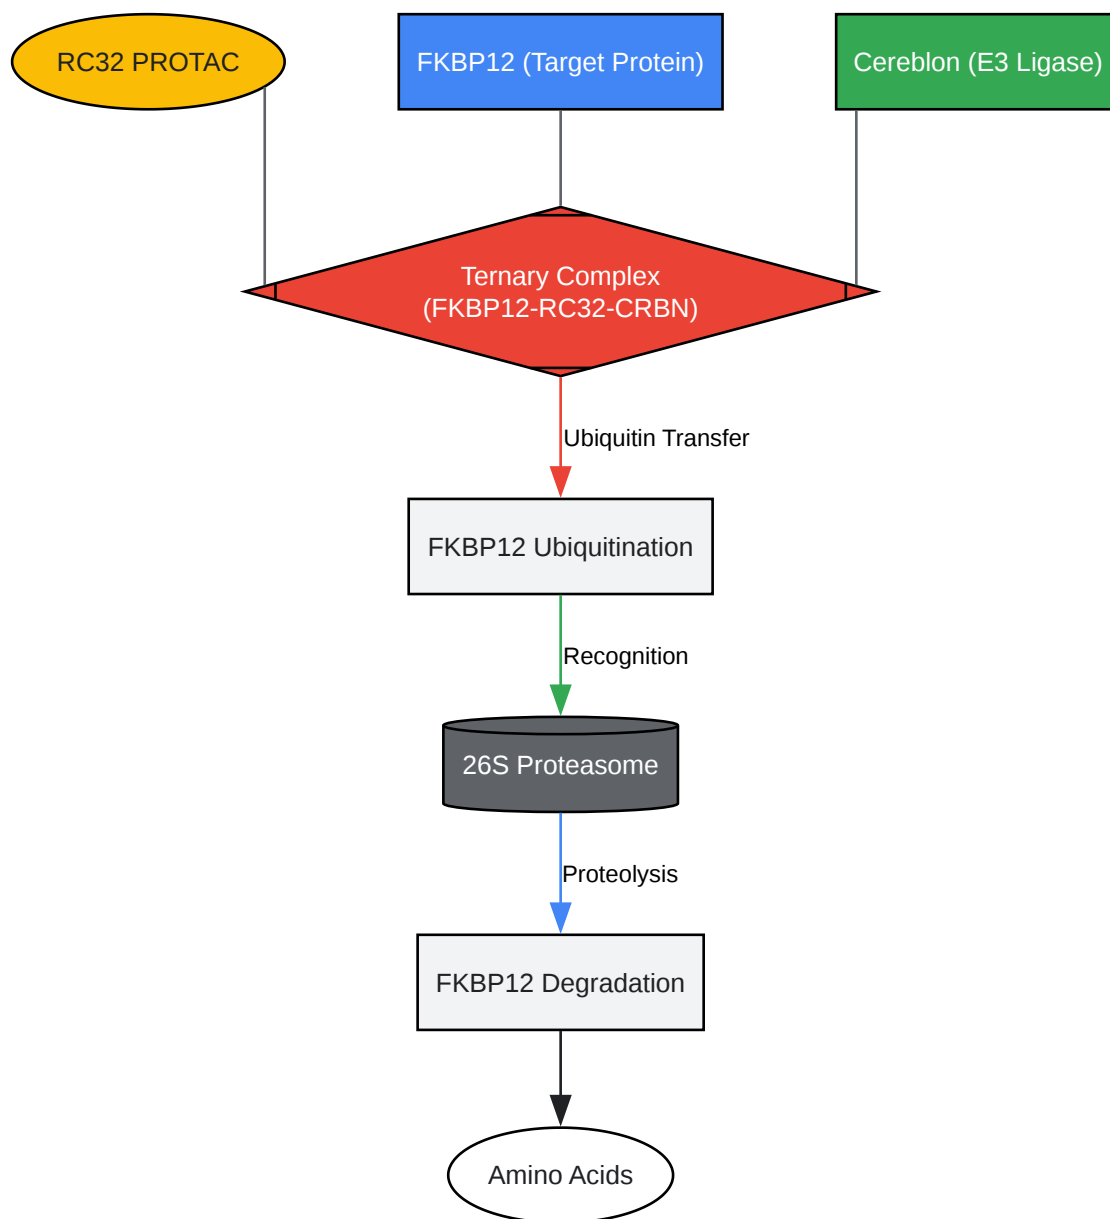 RC32 PROTAC
FKBP12 (Target Protein)
Cereblon (E3 Ligase)
Ternary Complex
(FKBP12-RC32-CRBN)
Ubiquitin Transfer
FKBP12 Ubiquitination
Recognition
26S Proteasome
Proteolysis
FKBP12 Degradation
Amino Acids